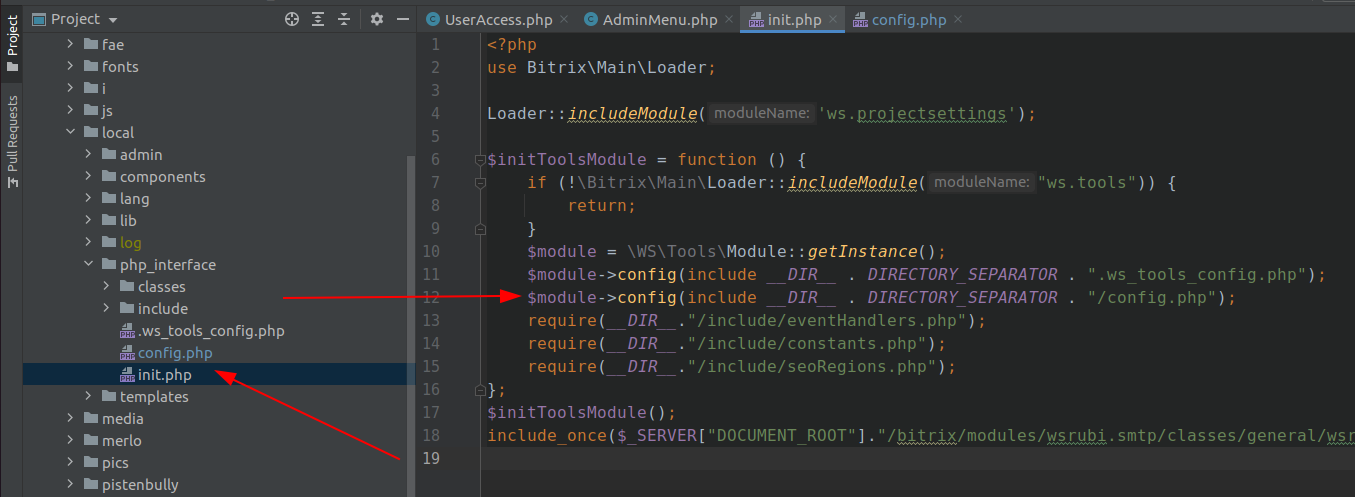 Project
UserAccess.php
AdminMenu.php
init.php
config.php
Project
Pull Requests
fae
fonts
i
js
local
admin
components
lang
lib
log
php_interface
classes
include
.ws_tools_config.php
config.php
init.php
templates
media
merlo
pics
pistenbully
1 <?php
2 use Bitrix\Main\Loader;
3
4 Loader::includeModule( moduleName: 'ws.projectsettings');
5
6 $initToolsModule = function () {
7 if (!\Bitrix\Main\Loader::includeModule( moduleName: "ws.tools")) {
8 return;
9 }
10 $module = \WS\Tools\Module::getInstance();
11 $module->config(include __DIR__ . DIRECTORY_SEPARATOR . ".ws_tools_config.php");
12 $module->config(include __DIR__ . DIRECTORY_SEPARATOR . "/config.php");
13 require(__DIR__."/include/eventHandlers.php");
14 require(__DIR__."/include/constants.php");
15 require(__DIR__."/include/seoRegions.php");
16 };
17 $initToolsModule();
18 include_once($_SERVER["DOCUMENT_ROOT"]."/bitrix/modules/wsrubi.smtp/classes/general/wsr
19